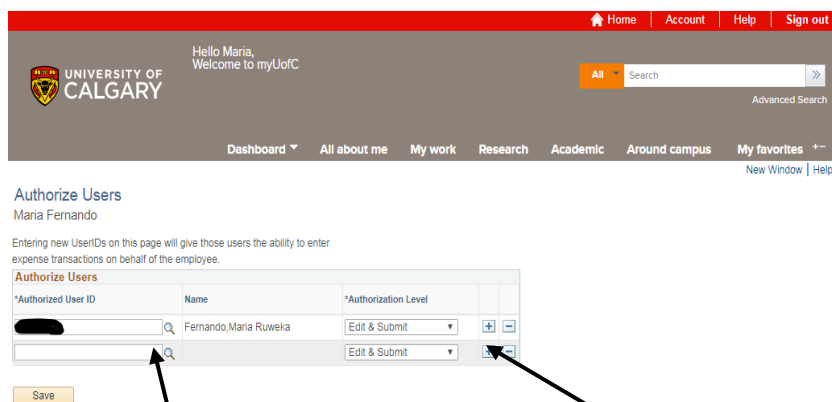 Home | Account | Help | Sign out
Hello Maria,
Welcome to myUofC
UNIVERSITY OF
CALGARY
All Search
Advanced Search
Dashboard All about me My work Research Academic Around campus My favorites
New Window | Help
Authorize Users
Maria Fernando
Entering new UserIDs on this page will give those users the ability to enter
expense transactions on behalf of the employee.
Authorize Users
*Authorized User ID Name *Authorization Level
Fernando,Maria Ruweka Edit & Submit
Edit & Submit
Save